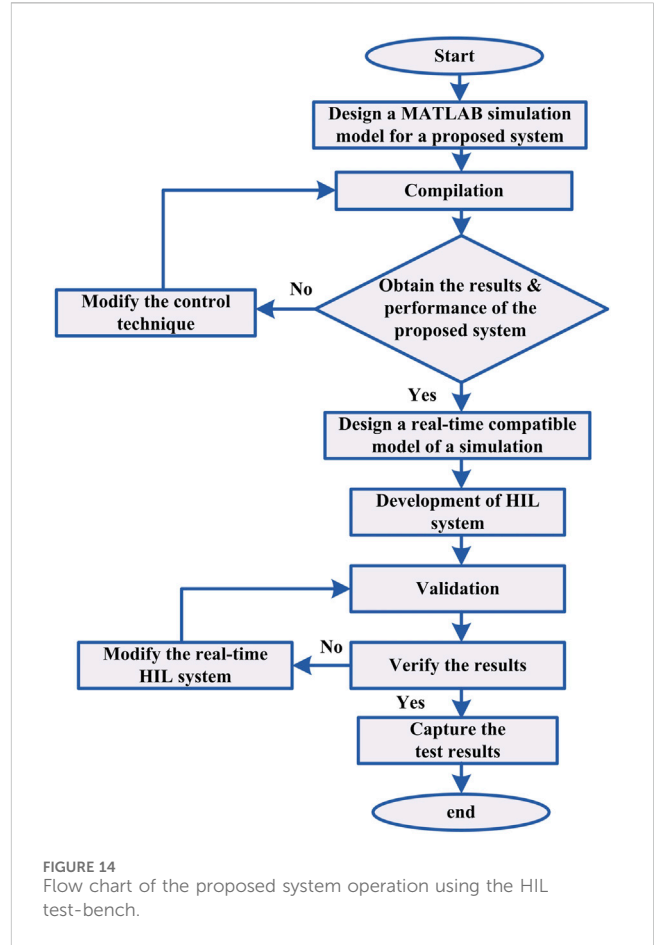 Start
Design a MATLAB simulation
model for a proposed system
Compilation
Obtain the results &
performance of the
proposed system
No
Modify the control
technique
Yes
Design a real-time compatible
model of a simulation
Development of HIL
system
Validation
Verify the results
No
Modify the real-time
HIL system
Yes
Capture the
test results
end
FIGURE 14
Flow chart of the proposed system operation using the HIL
test-bench.